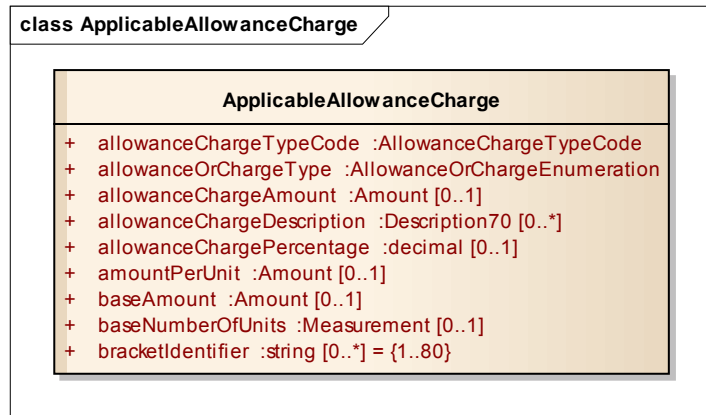 class ApplicableAllowanceCharge
ApplicableAllowanceCharge
+ allowanceChargeTypeCode :AllowanceChargeTypeCode
+ allowanceOrChargeType :AllowanceOrChargeEnumeration
+ allowanceChargeAmount :Amount [0..1]
+ allowanceChargeDescription :Description70 [0..*]
+ allowanceChargePercentage :decimal [0..1]
+ amountPerUnit :Amount [0..1]
+ baseAmount :Amount [0..1]
+ baseNumberOfUnits :Measurement [0..1]
+ bracketIdentifier :string [0..*] = {1..80}